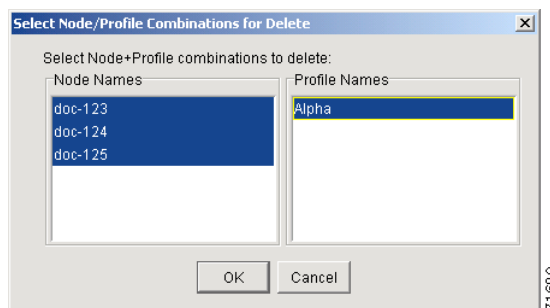 Select Node/Profile Combinations for Delete
Select Node+Profile combinations to delete:
Node Names
Profile Names
doc-123
doc-124
doc-125
Alpha
OK
Cancel